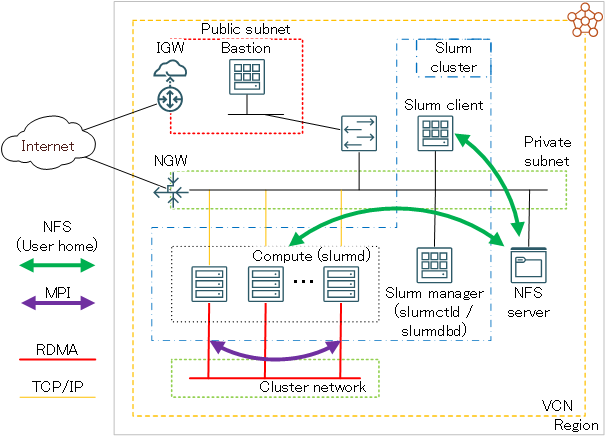 Public subnet
IGW
Bastion
Slurm
cluster
Slurm client
Internet
Private
subnet
NGW
NFS
(User home)
Compute (slurmd)
...
MPI
Slurm manager
(slurmctld /
slurmdbd)
NFS
server
RDMA
TCP/IP
Cluster network
VCN
Region